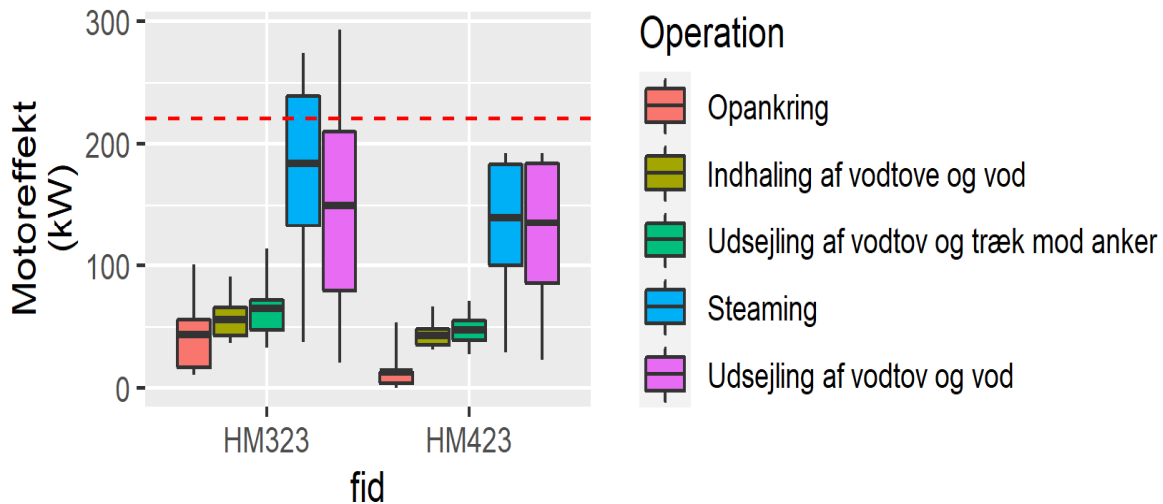 300
200
100
0
Motoreffekt
(kW)
HM323
HM423
fid
Operation
Opankring
Indhaling af vodtove og vod
Udsejling af vodtov og træk mod anker
Steaming
Udsejling af vodtov og vod